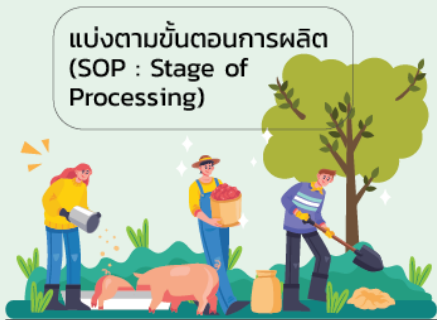 แบ่งตามขั้นตอนการผลิต
(SOP : Stage of
Processing)